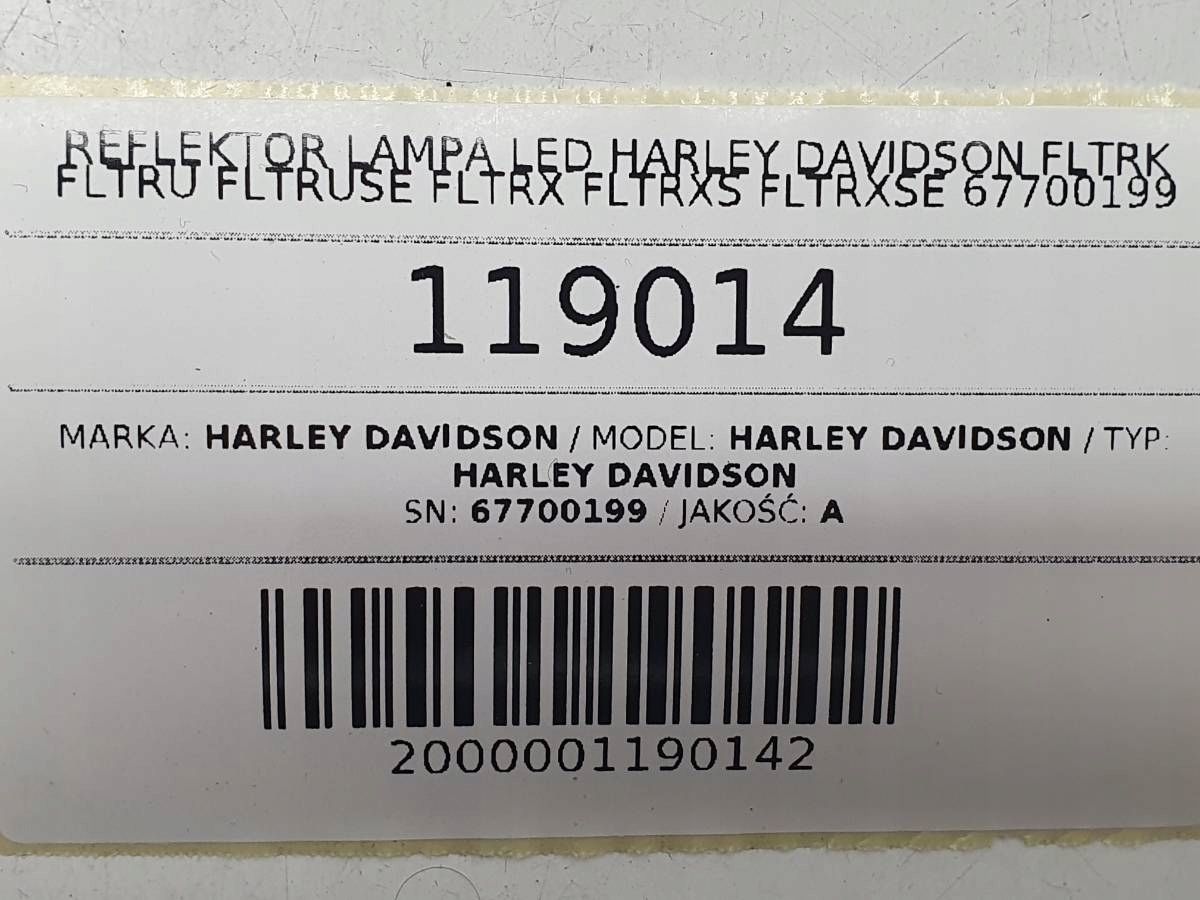 REFLEKTOR LAMPA LED HARLEY DAVIDSON FLTRK
FLTRU FLTRUSE FLTRX FLTRXS FLTRXSE 67700199
119014
MARKA: HARLEY DAVIDSON / MODEL: HARLEY DAVIDSON / TYP:
HARLEY DAVIDSON
SN: 67700199 / JAKOŚĆ: A
2000001190142